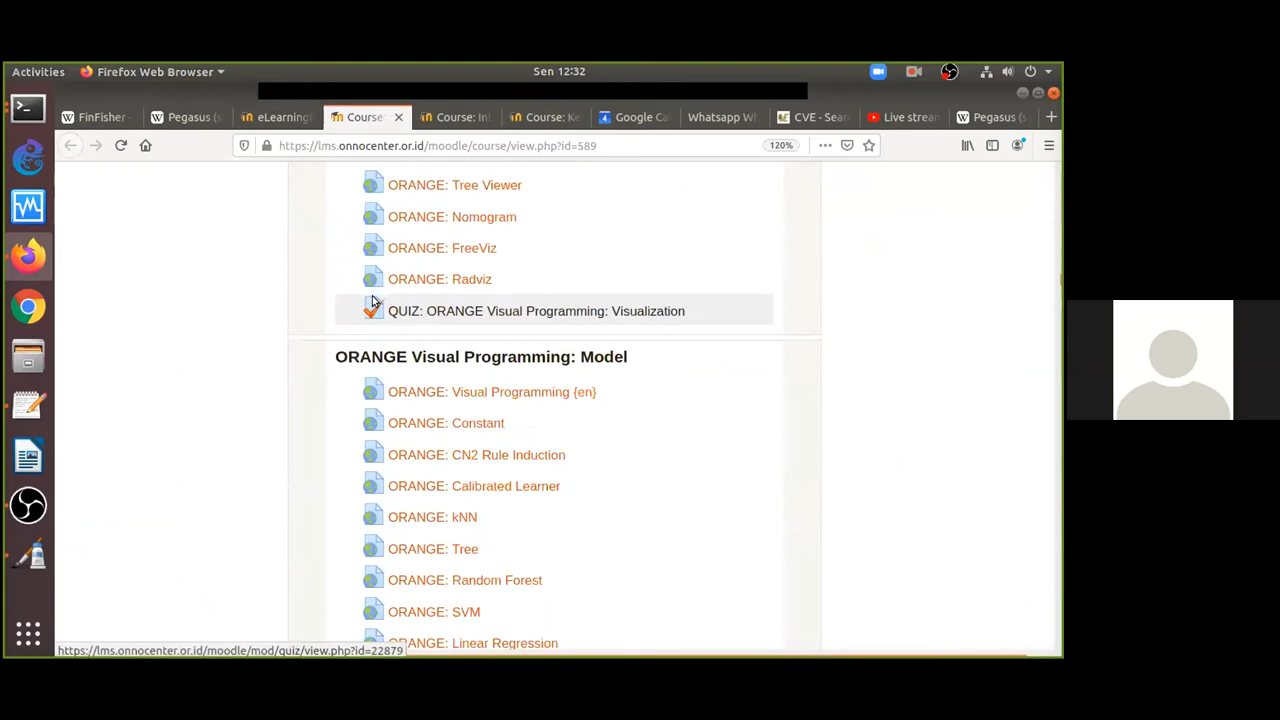 Activities Firefox Web Browser Sen 12:32
FinFisher Pegasus (s eLearning Course: Course: In Course: Ke Google Ca Whatsapp W CVE - Sear Live stream Pegasus (s
https://lms.onnocenter.or.id/moodle/course/view.php?id=589 120%
ORANGE: Tree Viewer
ORANGE: Nomogram
ORANGE: FreeViz
ORANGE: Radviz
QUIZ: ORANGE Visual Programming: Visualization
ORANGE Visual Programming: Model
ORANGE: Visual Programming {en}
ORANGE: Constant
ORANGE: CN2 Rule Induction
ORANGE: Calibrated Learner
ORANGE: kNN
ORANGE: Tree
ORANGE: Random Forest
ORANGE: SVM
ORANGE: Linear Regression
https://lms.onnocenter.or.id/moodle/mod/quiz/view.php?id=22879